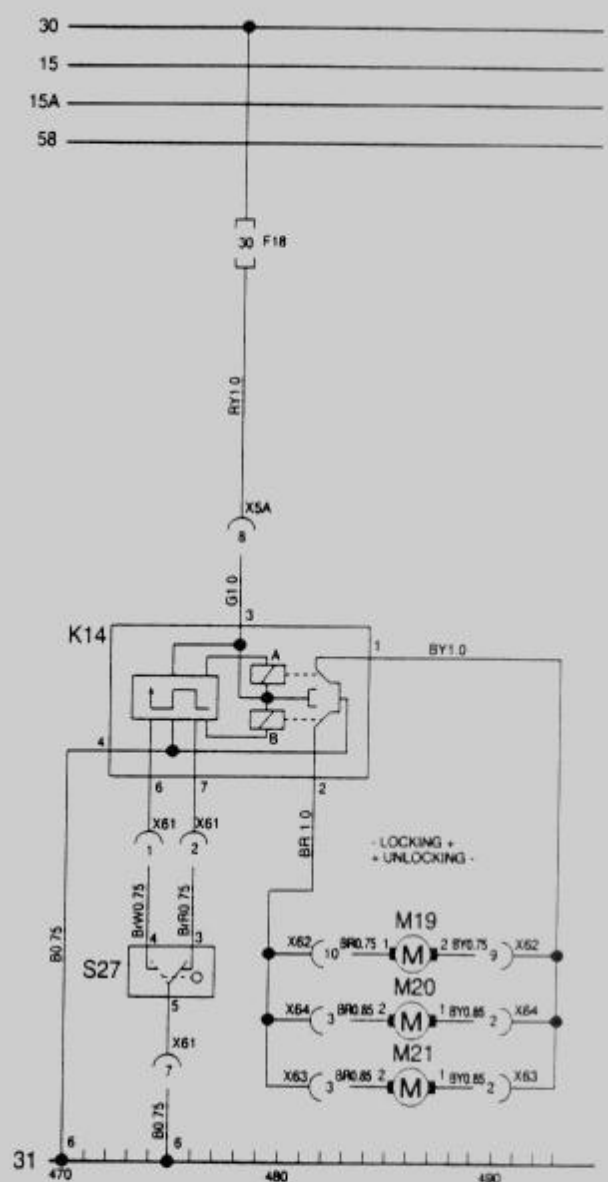 30
15
15A
58
30 F18
RY1.0
X5A
8
G1.0
3
K14
A
1
BY1.0
B
4
6
7
2
X61
X61
1
2
BR1.0
- LOCKING +
+ UNLOCKING -
BrW0.75
BrR0.75
B0.75
4
3
S27
5
X61
7
B0.75
M19
X62 10 BR0.75 1 M 2 BY0.75 9 X62
M20
X64 3 BR0.85 2 M 1 BY0.85 2 X64
M21
X63 3 BR0.85 2 M 1 BY0.85 2 X63
6
6
31
470
480
490